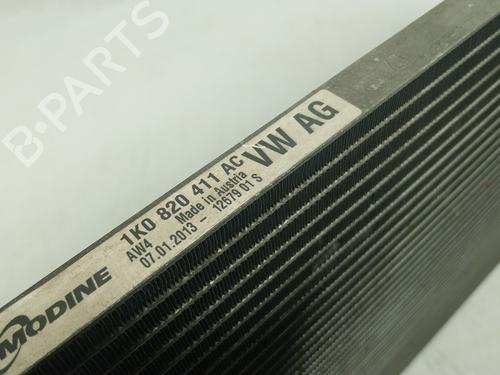 B-PARTS
MODINE
1K0 820 411 AC
VW AG
AW4
Made in Austria
07.01.2013 - 12679 01 S